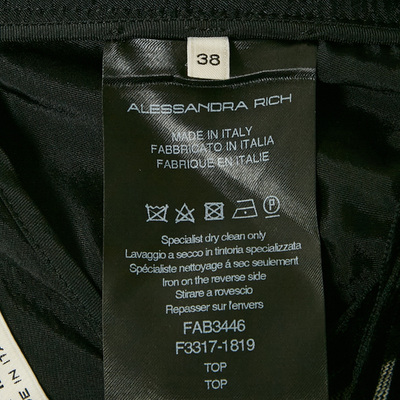 38
ALESSANDRA RICH
MADE IN ITALY
FABBRICATO IN ITALIA
FABRIQUE EN ITALIE
P
Specialist dry clean only
Lavaggio a secco in tintoria specializzata
Spécialiste nettoyage á sec seulement
Iron on the reverse side
Stirare a rovescio
Repasser sur l'envers
FAB3446
F3317-1819
TOP
TOP